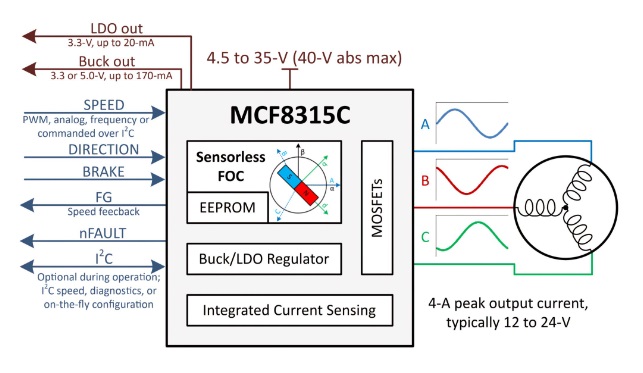 LDO out
3.3-V, up to 20-mA
Buck out
3.3 or 5.0-V, up to 170-mA
4.5 to 35-V (40-V abs max)
SPEED
PWM, analog, frequency or
commanded over I²C
DIRECTION
BRAKE
FG
Speed feecback
nFAULT
I²C
Optional during operation;
I²C speed, diagnostics, or
on-the-fly configuration
MCF8315C
Sensorless
FOC
EEPROM
MOSFETs
Buck/LDO Regulator
Integrated Current Sensing
A
B
C
4-A peak output current,
typically 12 to 24-V